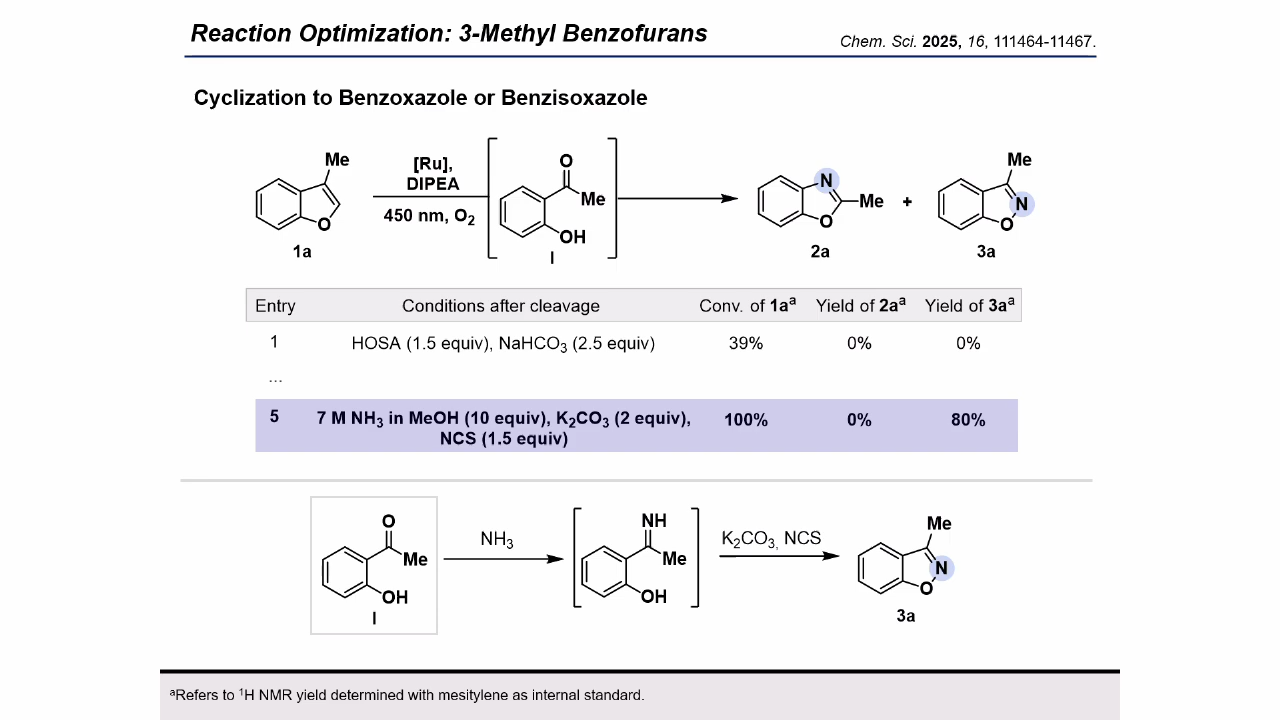 Reaction Optimization: 3-Methyl Benzofurans
Chem. Sci. 2025, 16, 111464-11467.
Cyclization to Benzoxazole or Benzisoxazole
Me
O
1a
[Ru],
DIPEA
450 nm, O₂
O
Me
OH
I
N
Me
O
2a
+
Me
N
O
3a
Entry Conditions after cleavage Conv. of 1aᵃ Yield of 2aᵃ Yield of 3aᵃ
1 HOSA (1.5 equiv), NaHCO₃ (2.5 equiv) 39% 0% 0%
...
5 7 M NH₃ in MeOH (10 equiv), K₂CO₃ (2 equiv), 100% 0% 80%
NCS (1.5 equiv)
O
Me
OH
I
NH₃
NH
Me
OH
K₂CO₃, NCS
Me
N
O
3a
ᵃRefers to ¹H NMR yield determined with mesitylene as internal standard.